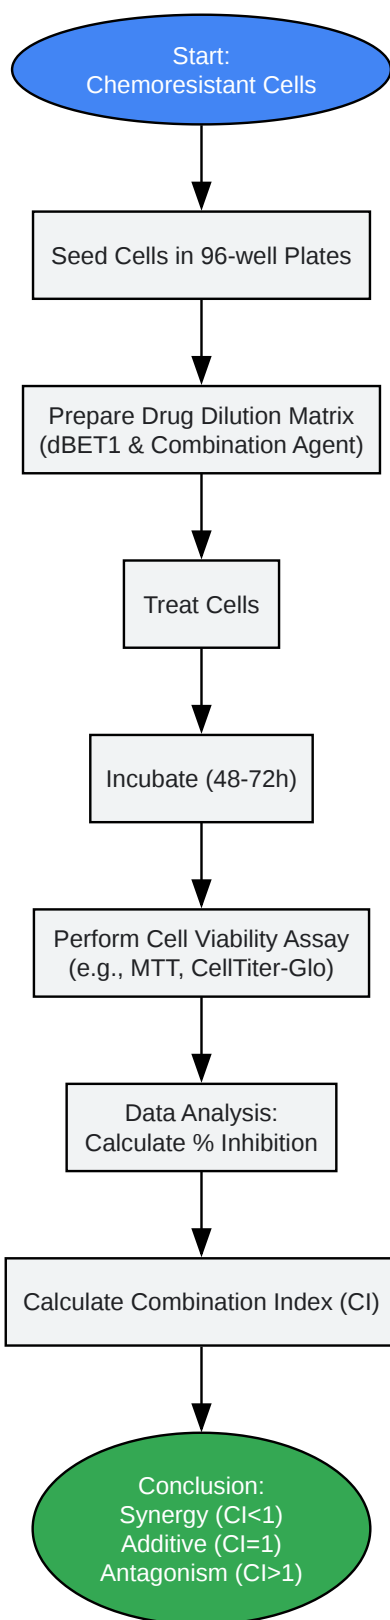 Start:
Chemoresistant Cells
Seed Cells in 96-well Plates
Prepare Drug Dilution Matrix
(dBET1 & Combination Agent)
Treat Cells
Incubate (48-72h)
Perform Cell Viability Assay
(e.g., MTT, CellTiter-Glo)
Data Analysis:
Calculate % Inhibition
Calculate Combination Index (CI)
Conclusion:
Synergy (CI<1)
Additive (CI=1)
Antagonism (CI>1)